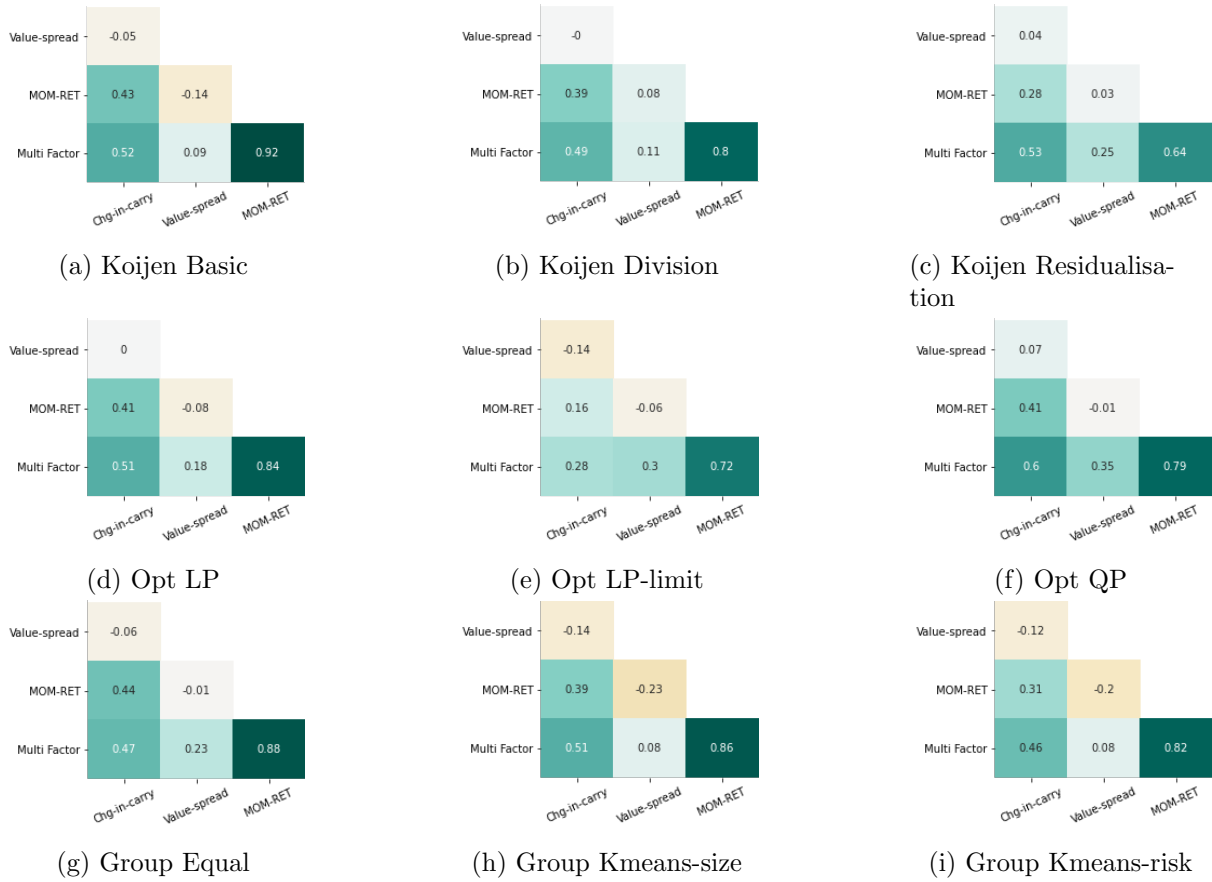 Value-spread -0.05
MOM-RET 0.43 -0.14
Multi Factor 0.52 0.09 0.92
Chg-in-carry Value-spread MOM-RET
(a) Koijen Basic
Value-spread -0
MOM-RET 0.39 0.08
Multi Factor 0.49 0.11 0.8
Chg-in-carry Value-spread MOM-RET
(b) Koijen Division
Value-spread 0.04
MOM-RET 0.28 0.03
Multi Factor 0.53 0.25 0.64
Chg-in-carry Value-spread MOM-RET
(c) Koijen Residualisa-
tion
Value-spread 0
MOM-RET 0.41 -0.08
Multi Factor 0.51 0.18 0.84
Chg-in-carry Value-spread MOM-RET
(d) Opt LP
Value-spread -0.14
MOM-RET 0.16 -0.06
Multi Factor 0.28 0.3 0.72
Chg-in-carry Value-spread MOM-RET
(e) Opt LP-limit
Value-spread 0.07
MOM-RET 0.41 -0.01
Multi Factor 0.6 0.35 0.79
Chg-in-carry Value-spread MOM-RET
(f) Opt QP
Value-spread -0.06
MOM-RET 0.44 -0.01
Multi Factor 0.47 0.23 0.88
Chg-in-carry Value-spread MOM-RET
(g) Group Equal
Value-spread -0.14
MOM-RET 0.39 -0.23
Multi Factor 0.51 0.08 0.86
Chg-in-carry Value-spread MOM-RET
(h) Group Kmeans-size
Value-spread -0.12
MOM-RET 0.31 -0.2
Multi Factor 0.46 0.08 0.82
Chg-in-carry Value-spread MOM-RET
(i) Group Kmeans-risk